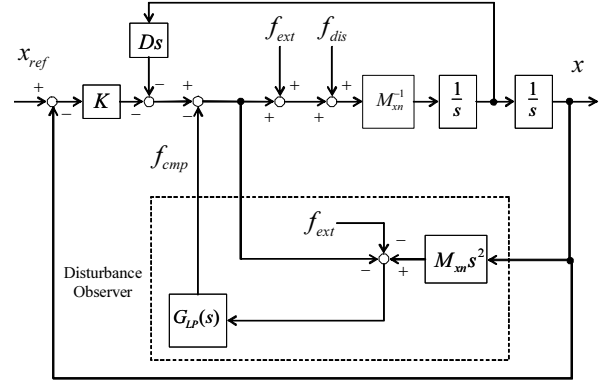 Ds
f_ext
f_dis
x_ref
x
+
−
K
−
−
+
−
+
+
+
+
M_xn^-1
1/s
1/s
f_cmp
f_ext
−
−
+
M_xn s^2
Disturbance
Observer
G_LP(s)